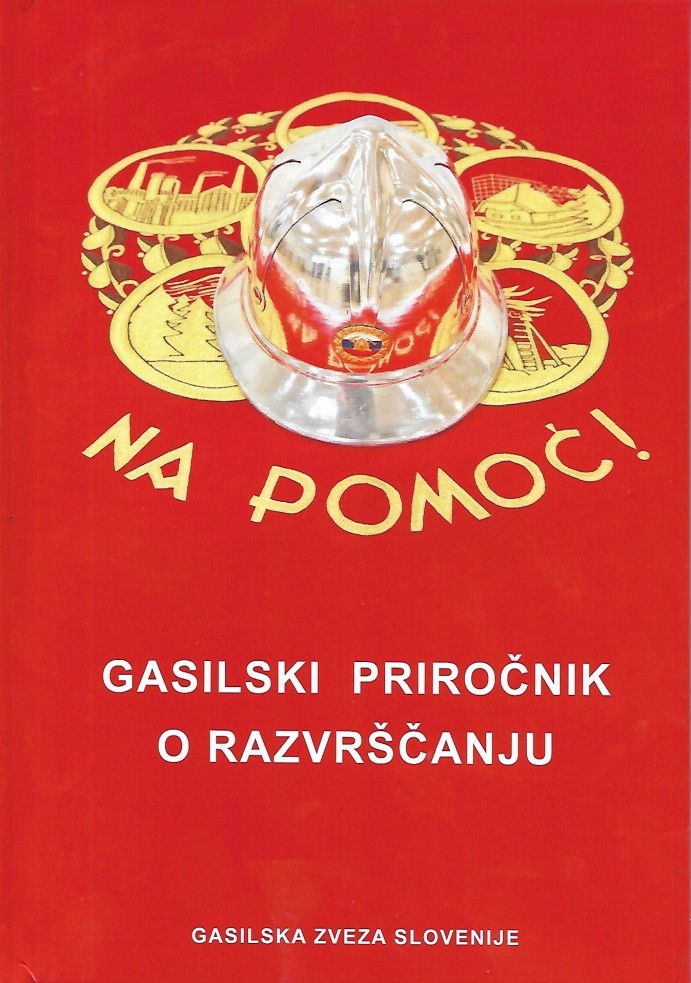 NA POMOČ!
GASILSKI PRIROČNIK
O RAZVRŠČANJU
GASILSKA ZVEZA SLOVENIJE